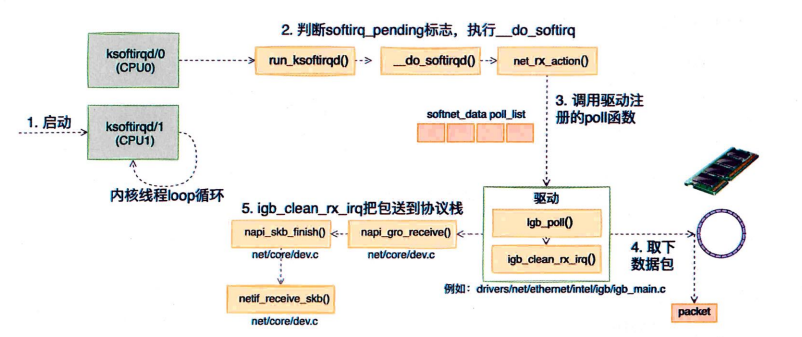 2. 判断softirq_pending标志，执行__do_softirq
ksoftirqd/0
(CPU0)
run_ksoftirqd()
__do_softirqd()
net_rx_action()
1. 启动
ksoftirqd/1
(CPU1)
softnet_data poll_list
3. 调用驱动注
册的poll函数
内核线程loop循环
5. igb_clean_rx_irq把包送到协议栈
驱动
Igb_poll()
napi_skb_finish()
napi_gro_receive()
net/core/dev.c
net/core/dev.c
igb_clean_rx_irq()
4. 取下
数据包
例如：drivers/net/ethernet/intel/igb/igb_main.c
netif_receive_skb()
net/core/dev.c
packet